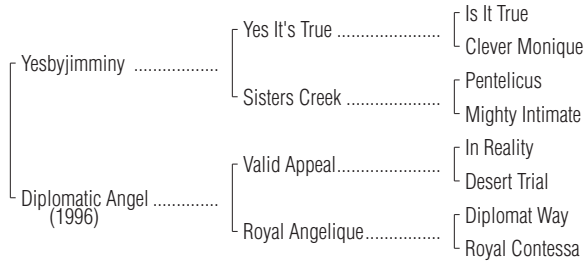 Is It True
Yes It's True ....................
Clever Monique
Yesbyjimminy .................
Pentelicus
Sisters Creek ..................
Mighty Intimate
In Reality
Valid Appeal....................
Desert Trial
Diplomatic Angel .............
(1996)
Diplomat Way
Royal Angelique...............
Royal Contessa